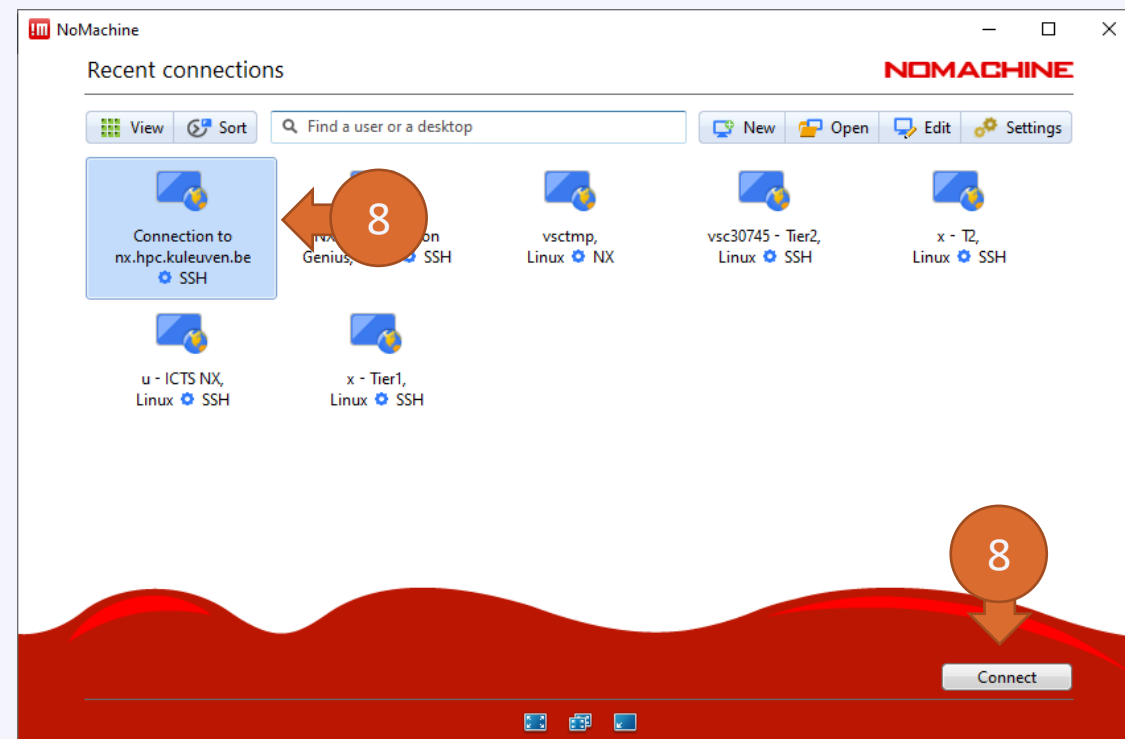 !m NoMachine
Recent connections
NOMACHINE
View
Sort
Find a user or a desktop
New
Open
Edit
Settings
Connection to
nx.hpc.kuleuven.be
SSH
8
Genius,
SSH
vsctmp,
Linux NX
vsc30745 - Tier2,
Linux SSH
x - T2,
Linux SSH
u - ICTS NX,
Linux SSH
x - Tier1,
Linux SSH
8
Connect